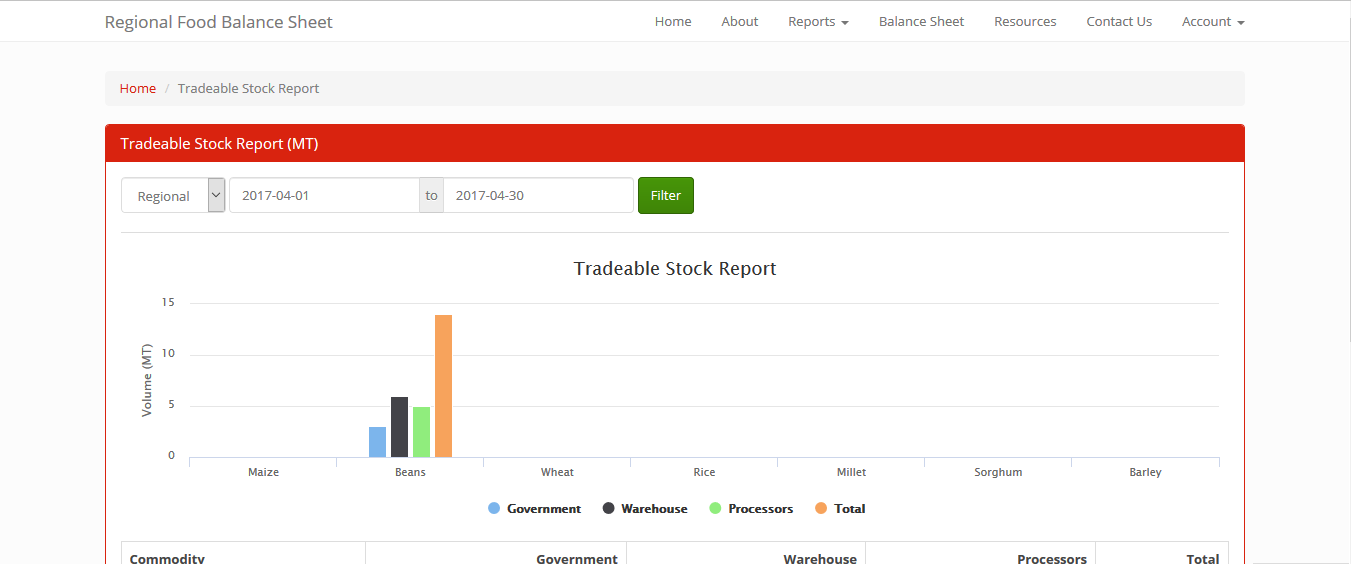 Regional Food Balance Sheet Home About Reports Balance Sheet Resources Contact Us Account
Home / Tradeable Stock Report
Tradeable Stock Report (MT)
Regional 2017-04-01 to 2017-04-30 Filter
Tradeable Stock Report
Volume (MT)
15
10
5
0
Maize Beans Wheat Rice Millet Sorghum Barley
Government Warehouse Processors Total
Commodity Government Warehouse Processors Total